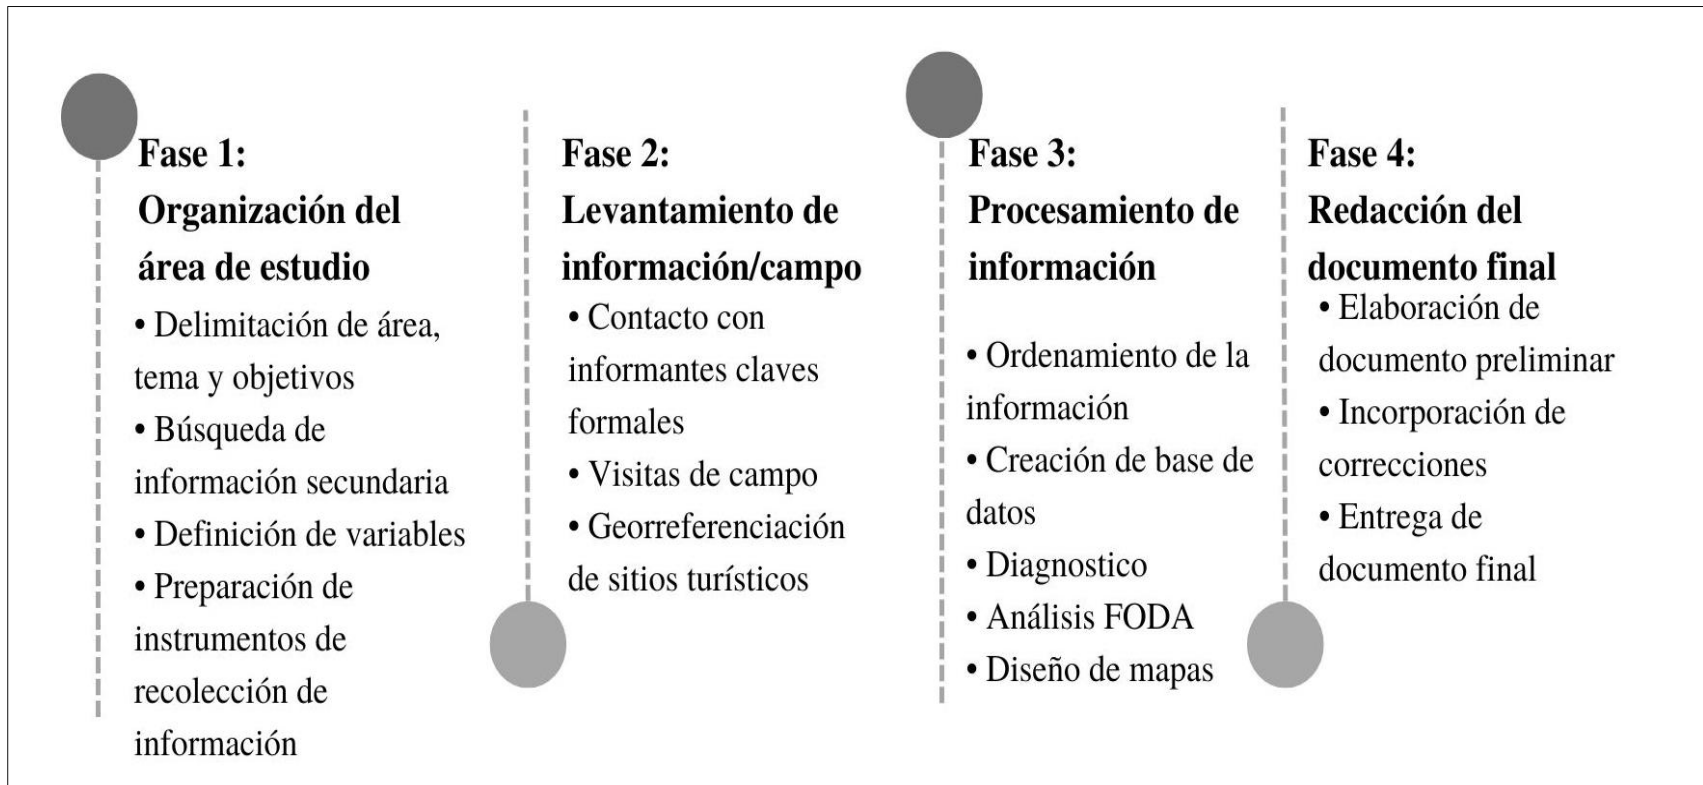 Fase 1:
Organización del
área de estudio
• Delimitación de área,
tema y objetivos
• Búsqueda de
información secundaria
• Definición de variables
• Preparación de
instrumentos de
recolección de
información
Fase 2:
Levantamiento de
información/campo
• Contacto con
informantes claves
formales
• Visitas de campo
• Georreferenciación
de sitios turísticos
Fase 3:
Procesamiento de
información
• Ordenamiento de la
información
• Creación de base de
datos
• Diagnostico
• Análisis FODA
• Diseño de mapas
Fase 4:
Redacción del
documento final
• Elaboración de
documento preliminar
• Incorporación de
correcciones
• Entrega de
documento final